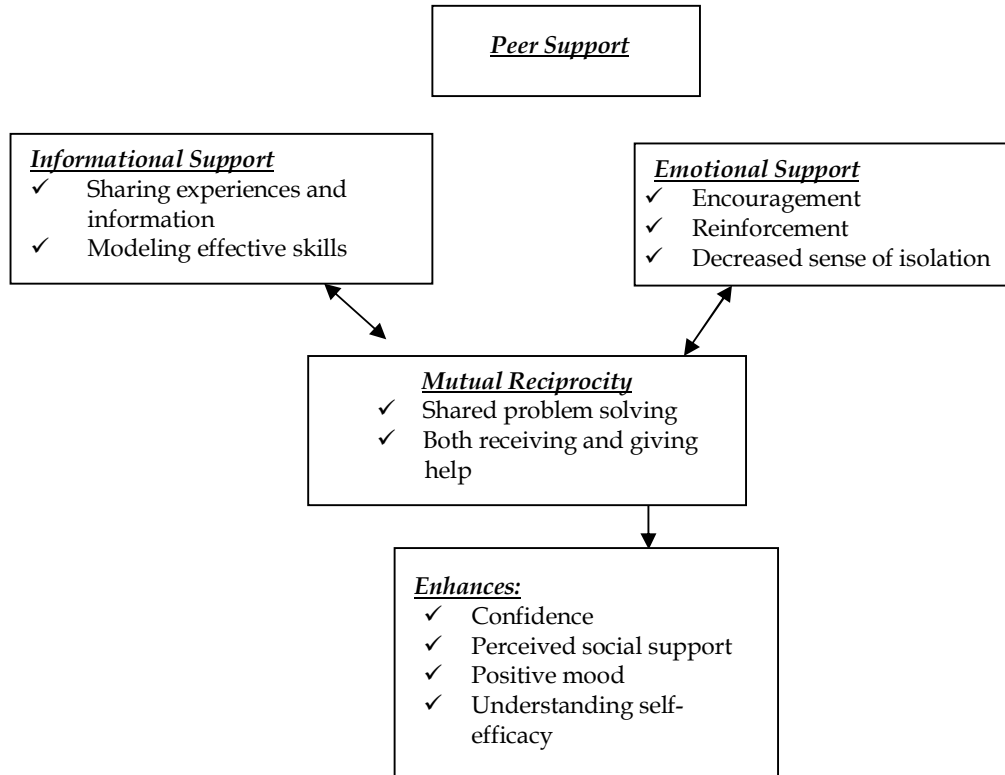 Peer Support
Informational Support
✓ Sharing experiences and
information
✓ Modeling effective skills
Emotional Support
✓ Encouragement
✓ Reinforcement
✓ Decreased sense of isolation
Mutual Reciprocity
✓ Shared problem solving
✓ Both receiving and giving
help
Enhances:
✓ Confidence
✓ Perceived social support
✓ Positive mood
✓ Understanding self-
efficacy